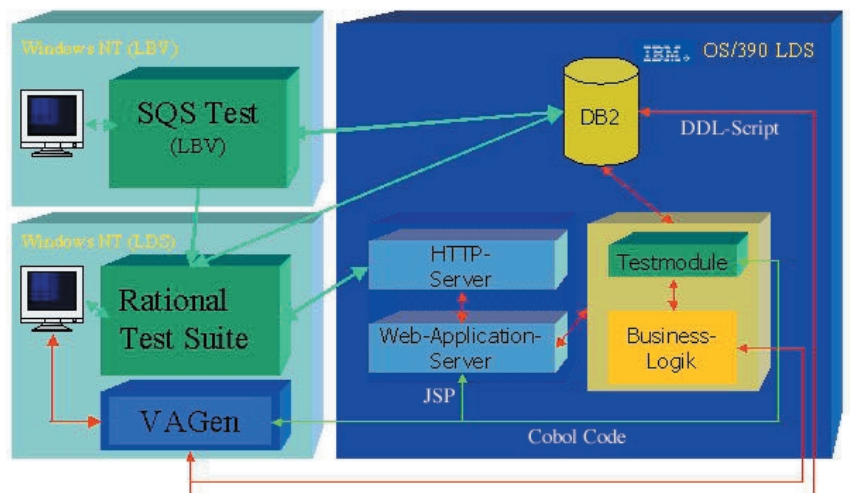 Windows NT (LBV)
SQS Test
(LBV)
IBM® OS/390 LDS
DB2
DDL-Script
Windows NT (LDS)
Rational
Test Suite
HTTP-
Server
Web-Application-
Server
Testmodule
Business-
Logik
JSP
VAGen
Cobol Code